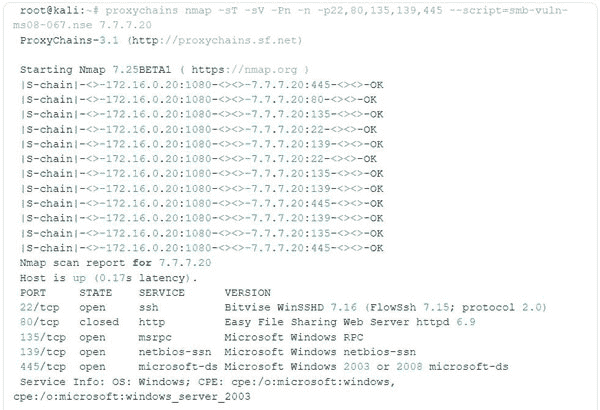 root@kali:~# proxychains nmap -sT -sV -Pn -n -p22,80,135,139,445 --script=smb-vuln-
ms08-067.nse 7.7.7.20
ProxyChains-3.1 (http://proxychains.sf.net)
Starting Nmap 7.25BETA1 ( https://nmap.org )
|S-chain|-<>-172.16.0.20:1080-<><>-7.7.7.20:445-<><>-OK
|S-chain|-<>-172.16.0.20:1080-<><>-7.7.7.20:80-<><>-OK
|S-chain|-<>-172.16.0.20:1080-<><>-7.7.7.20:135-<><>-OK
|S-chain|-<>-172.16.0.20:1080-<><>-7.7.7.20:22-<><>-OK
|S-chain|-<>-172.16.0.20:1080-<><>-7.7.7.20:139-<><>-OK
|S-chain|-<>-172.16.0.20:1080-<><>-7.7.7.20:22-<><>-OK
|S-chain|-<>-172.16.0.20:1080-<><>-7.7.7.20:135-<><>-OK
|S-chain|-<>-172.16.0.20:1080-<><>-7.7.7.20:139-<><>-OK
|S-chain|-<>-172.16.0.20:1080-<><>-7.7.7.20:445-<><>-OK
|S-chain|-<>-172.16.0.20:1080-<><>-7.7.7.20:139-<><>-OK
|S-chain|-<>-172.16.0.20:1080-<><>-7.7.7.20:135-<><>-OK
|S-chain|-<>-172.16.0.20:1080-<><>-7.7.7.20:445-<><>-OK
Nmap scan report for 7.7.7.20
Host is up (0.17s latency).
PORT STATE SERVICE VERSION
22/tcp open ssh Bitvise WinSSHD 7.16 (FlowSsh 7.15; protocol 2.0)
80/tcp closed http Easy File Sharing Web Server httpd 6.9
135/tcp open msrpc Microsoft Windows RPC
139/tcp open netbios-ssn Microsoft Windows netbios-ssn
445/tcp open microsoft-ds Microsoft Windows 2003 or 2008 microsoft-ds
Service Info: OS: Windows; CPE: cpe:/o:microsoft:windows,
cpe:/o:microsoft:windows_server_2003